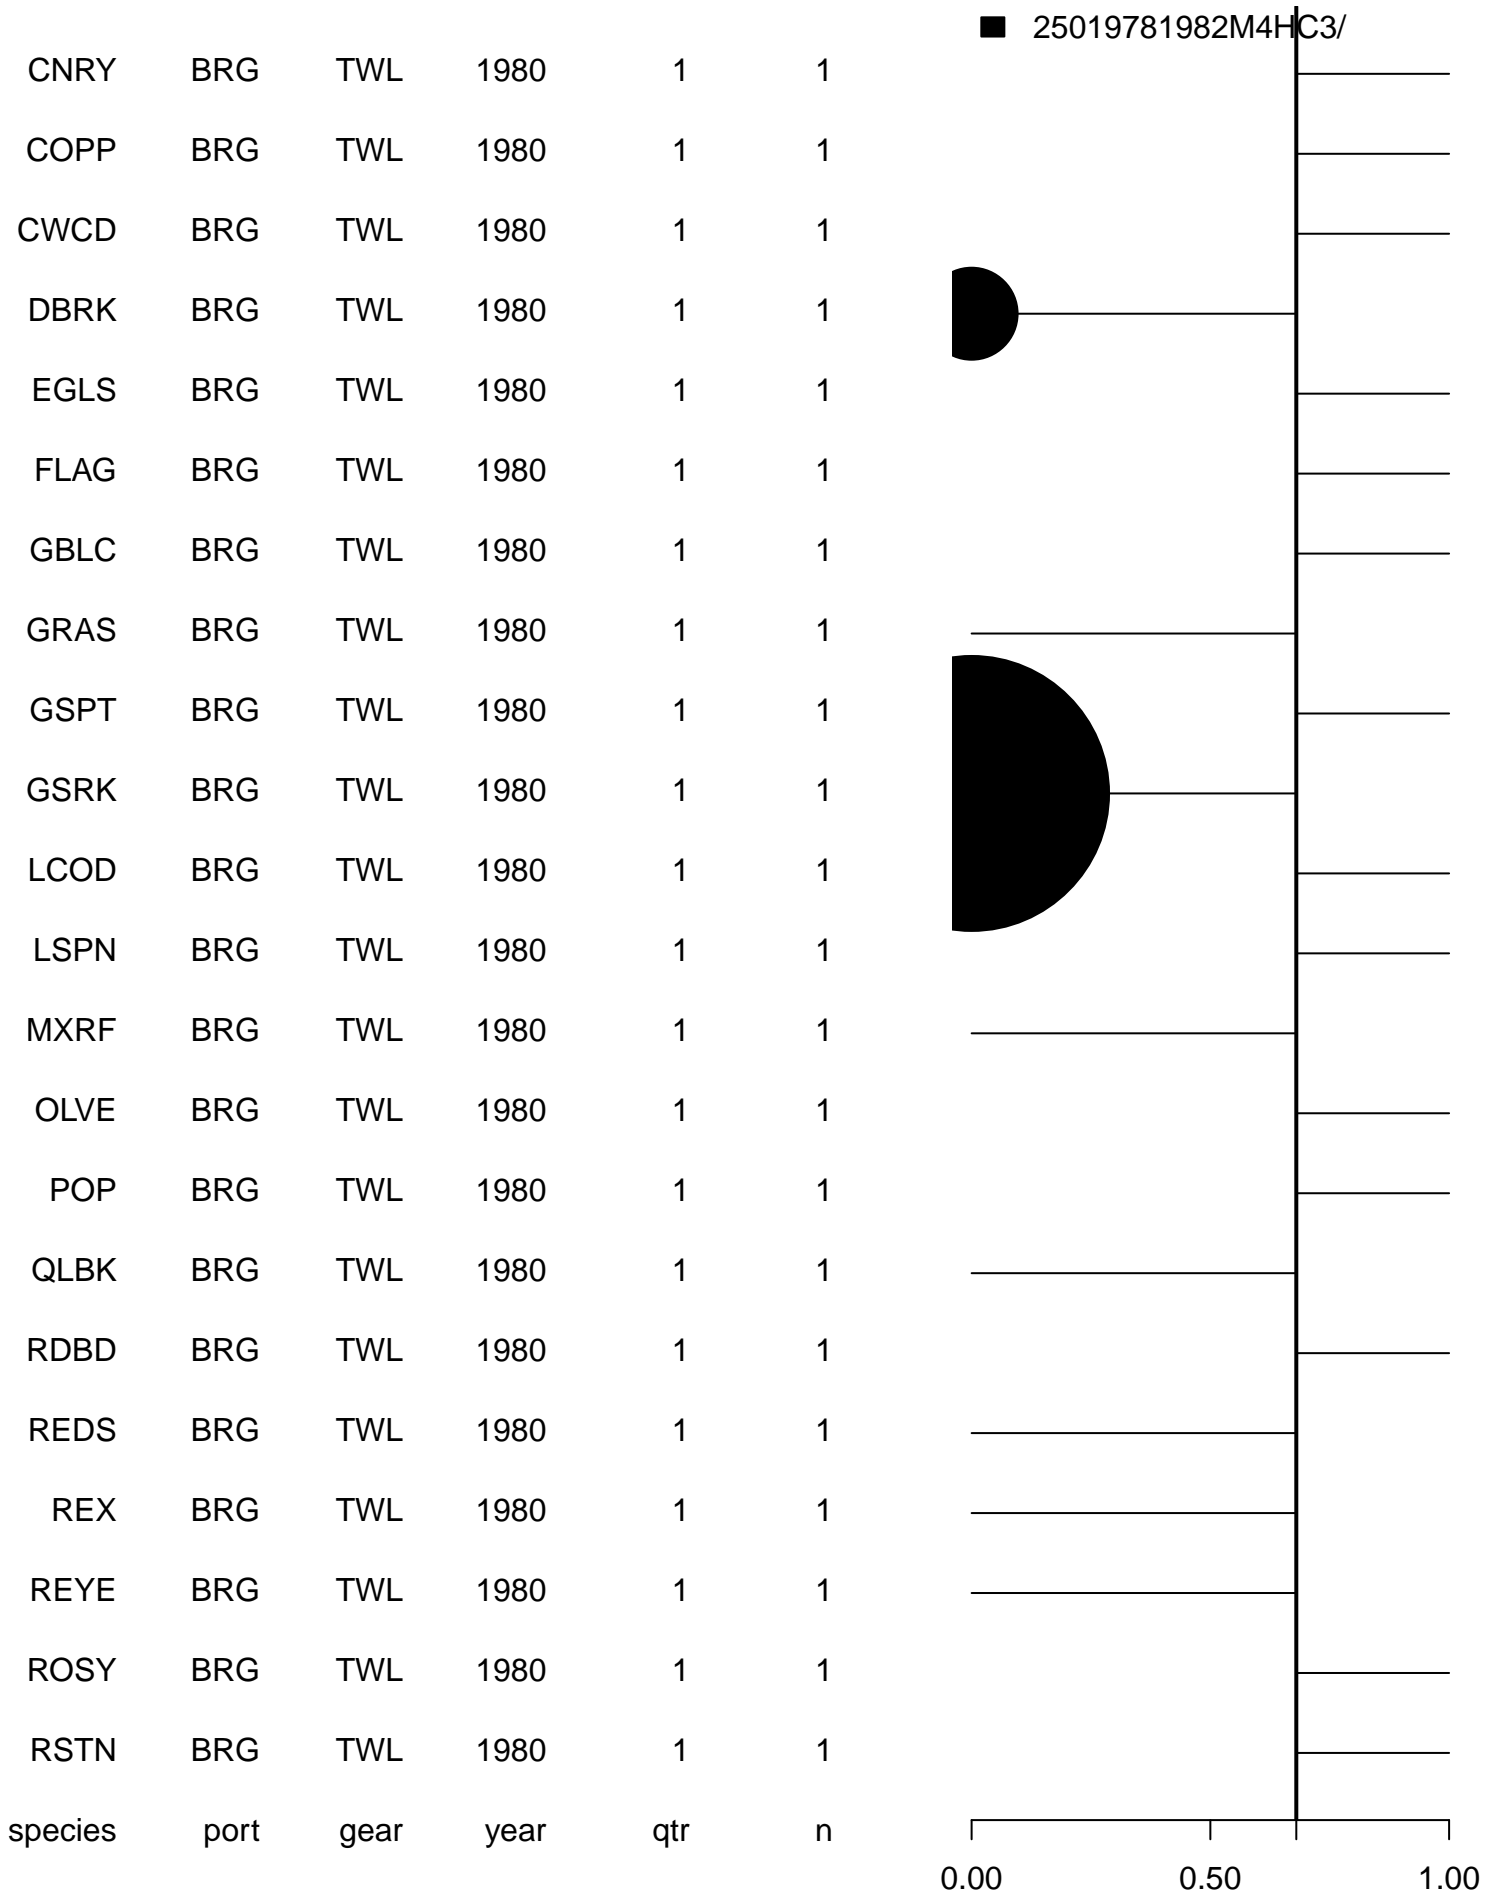 25019781982M4HC3/
CNRY BRG TWL 1980 1 1
COPP BRG TWL 1980 1 1
CWCD BRG TWL 1980 1 1
DBRK BRG TWL 1980 1 1
EGLS BRG TWL 1980 1 1
FLAG BRG TWL 1980 1 1
GBLC BRG TWL 1980 1 1
GRAS BRG TWL 1980 1 1
GSPT BRG TWL 1980 1 1
GSRK BRG TWL 1980 1 1
LCOD BRG TWL 1980 1 1
LSPN BRG TWL 1980 1 1
MXRF BRG TWL 1980 1 1
OLVE BRG TWL 1980 1 1
POP BRG TWL 1980 1 1
QLBK BRG TWL 1980 1 1
RDBD BRG TWL 1980 1 1
REDS BRG TWL 1980 1 1
REX BRG TWL 1980 1 1
REYE BRG TWL 1980 1 1
ROSY BRG TWL 1980 1 1
RSTN BRG TWL 1980 1 1
species port gear year qtr n
0.00 0.50 1.00